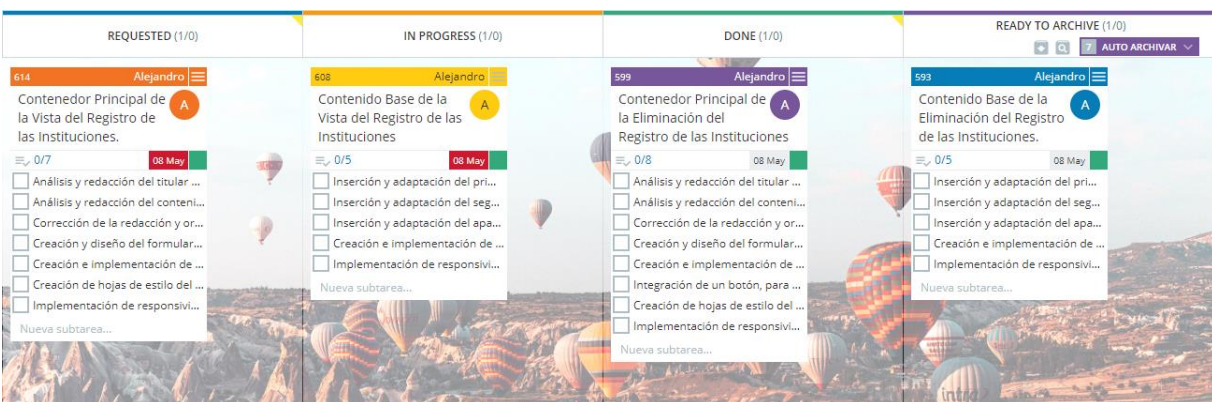 REQUESTED (1/0)
IN PROGRESS (1/0)
DONE (1/0)
READY TO ARCHIVE (1/0)
7 AUTO ARCHIVAR
614 Alejandro
Contenedor Principal de
la Vista del Registro de
las Instituciones.
A
0/7 08 May
Análisis y redacción del titular ...
Análisis y redacción del conteni...
Corrección de la redacción y or...
Creación y diseño del formular...
Creación e implementación de ...
Creación de hojas de estilo del ...
Implementación de responsivi...
Nueva subtarea...
608 Alejandro
Contenido Base de la
Vista del Registro de las
Instituciones
A
0/5 08 May
Inserción y adaptación del pri...
Inserción y adaptación del seg...
Inserción y adaptación del apa...
Creación e implementación de ...
Implementación de responsivi...
Nueva subtarea...
599 Alejandro
Contenedor Principal de
la Eliminación del
Registro de las Instituciones
A
0/8 08 May
Análisis y redacción del titular ...
Análisis y redacción del conteni...
Corrección de la redacción y or...
Creación y diseño del formular...
Creación e implementación de ...
Integración de un botón, para ...
Creación de hojas de estilo del ...
Implementación de responsivi...
Nueva subtarea...
593 Alejandro
Contenido Base de la
Eliminación del Registro
de las Instituciones.
A
0/5 08 May
Inserción y adaptación del pri...
Inserción y adaptación del seg...
Inserción y adaptación del apa...
Creación e implementación de ...
Implementación de responsivi...
Nueva subtarea...